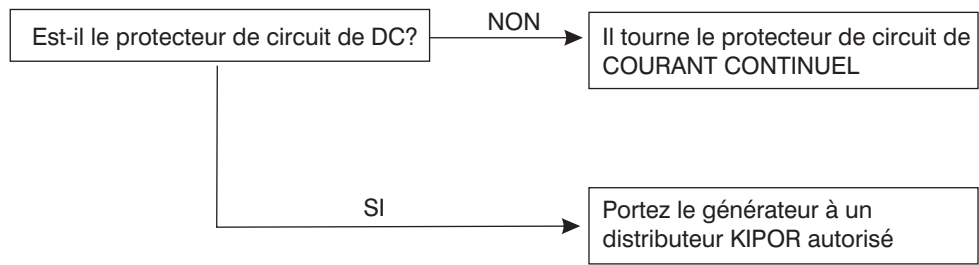 Est-il le protecteur de circuit de DC?
NON
Il tourne le protecteur de circuit de
COURANT CONTINUEL
SI
Portez le générateur à un
distributeur KIPOR autorisé